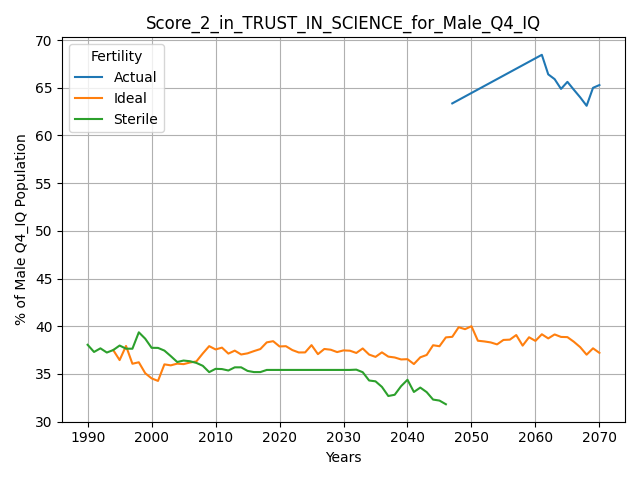 Score_2_in_TRUST_IN_SCIENCE_for_Male_Q4_IQ
Fertility
Actual
Ideal
Sterile
% of Male Q4_IQ Population
70
65
60
55
50
45
40
35
30
1990 2000 2010 2020 2030 2040 2050 2060 2070
Years